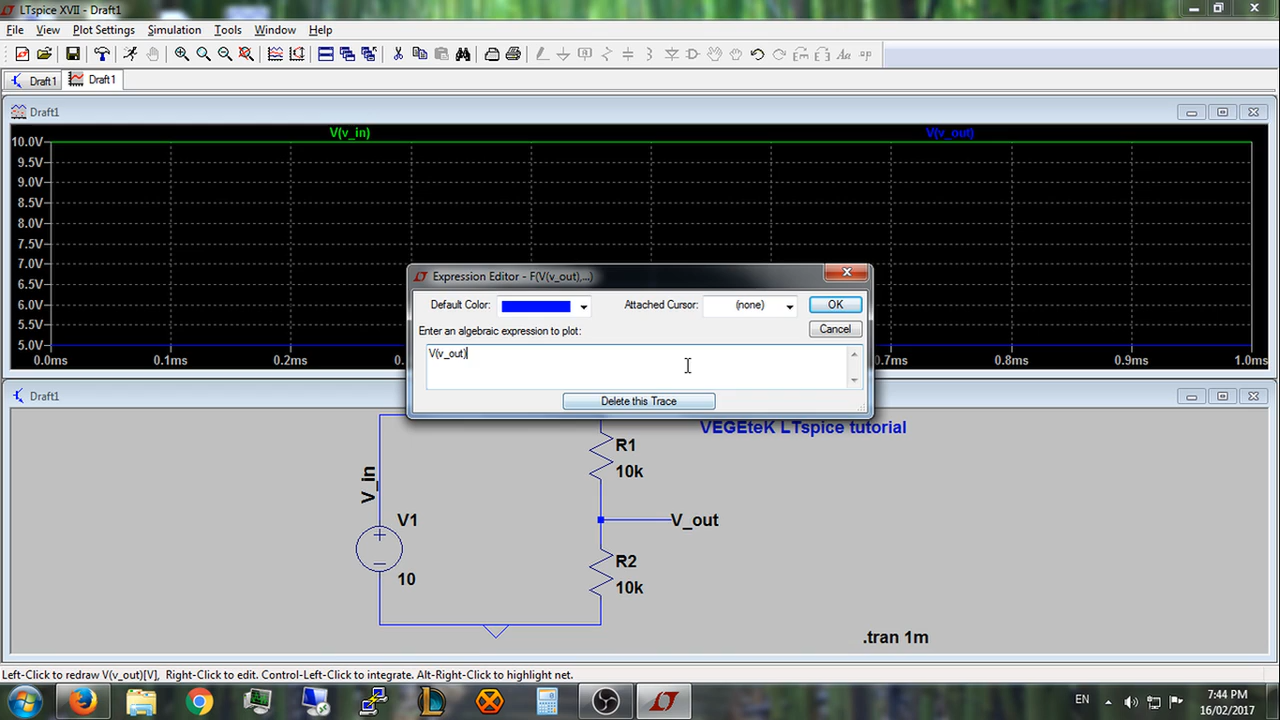 LTspice XVII - Draft1
File View Plot Settings Simulation Tools Window Help
Draft1 Draft1
Draft1
V(v_in) V(v_out)
10.0V
9.5V
9.0V
8.5V
8.0V
7.5V
7.0V
6.5V
6.0V
5.5V
5.0V
0.0ms 0.1ms 0.2ms 0. 0.7ms 0.8ms 0.9ms 1.0ms
Expression Editor - F(V(v_out),...)
Default Color: Attached Cursor: (none) OK
Enter an algebraic expression to plot: Cancel
V(v_out)
Delete this Trace
Draft1
VEGEteK LTspice tutorial
R1
10k
V_in
V1
V_out
R2
10
10k
.tran 1m
Left-Click to redraw V(v_out)[V], Right-Click to edit. Control-Left-Click to integrate. Alt-Right-Click to highlight net.
EN
7:44 PM
16/02/2017